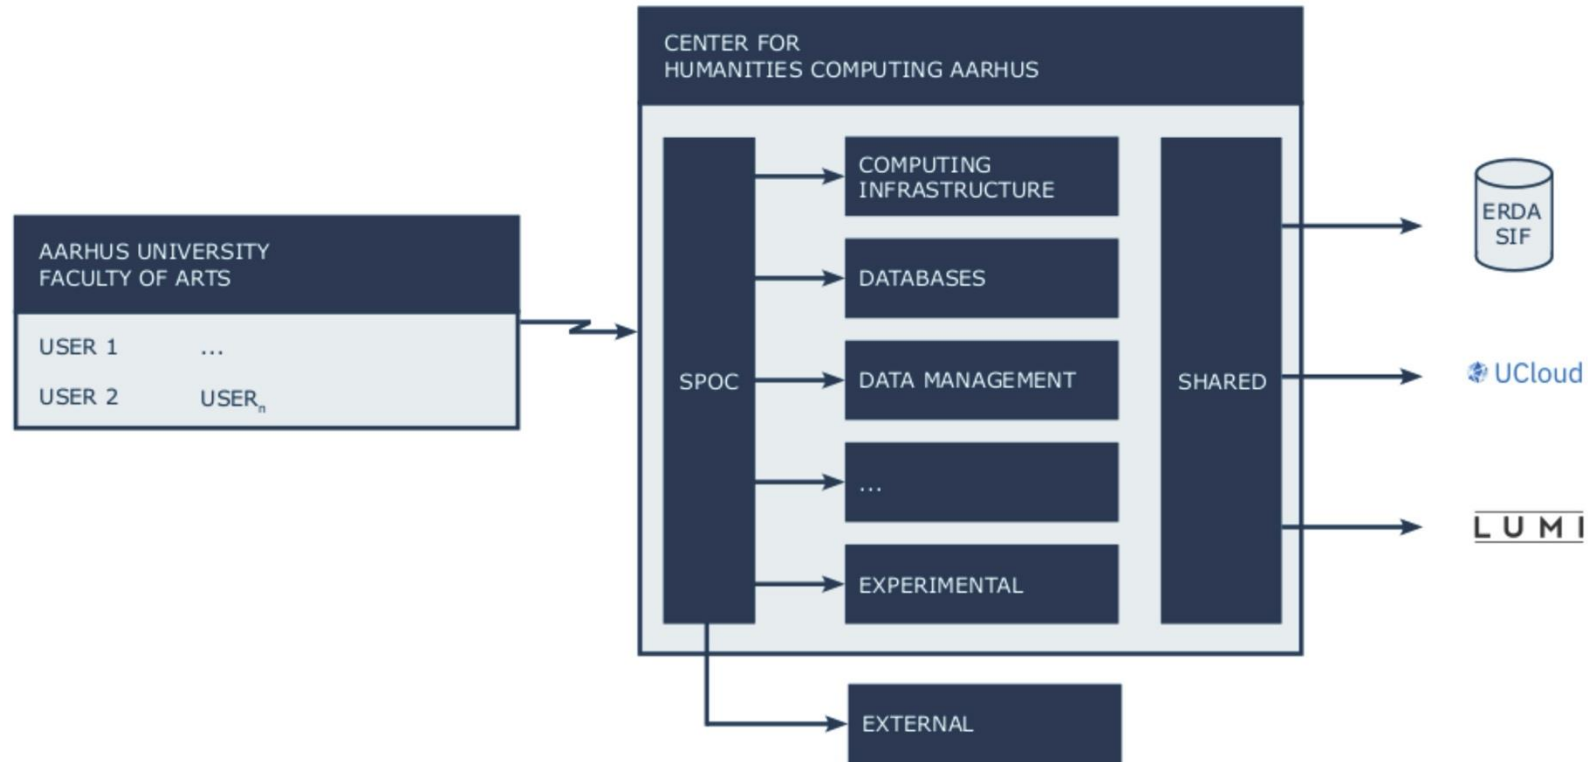 CENTER FOR
HUMANITIES COMPUTING AARHUS
AARHUS UNIVERSITY
FACULTY OF ARTS
USER 1 ...
USER 2 USERₙ
SPOC
COMPUTING
INFRASTRUCTURE
DATABASES
DATA MANAGEMENT
...
EXPERIMENTAL
EXTERNAL
SHARED
ERDA
SIF
UCloud
LUMI